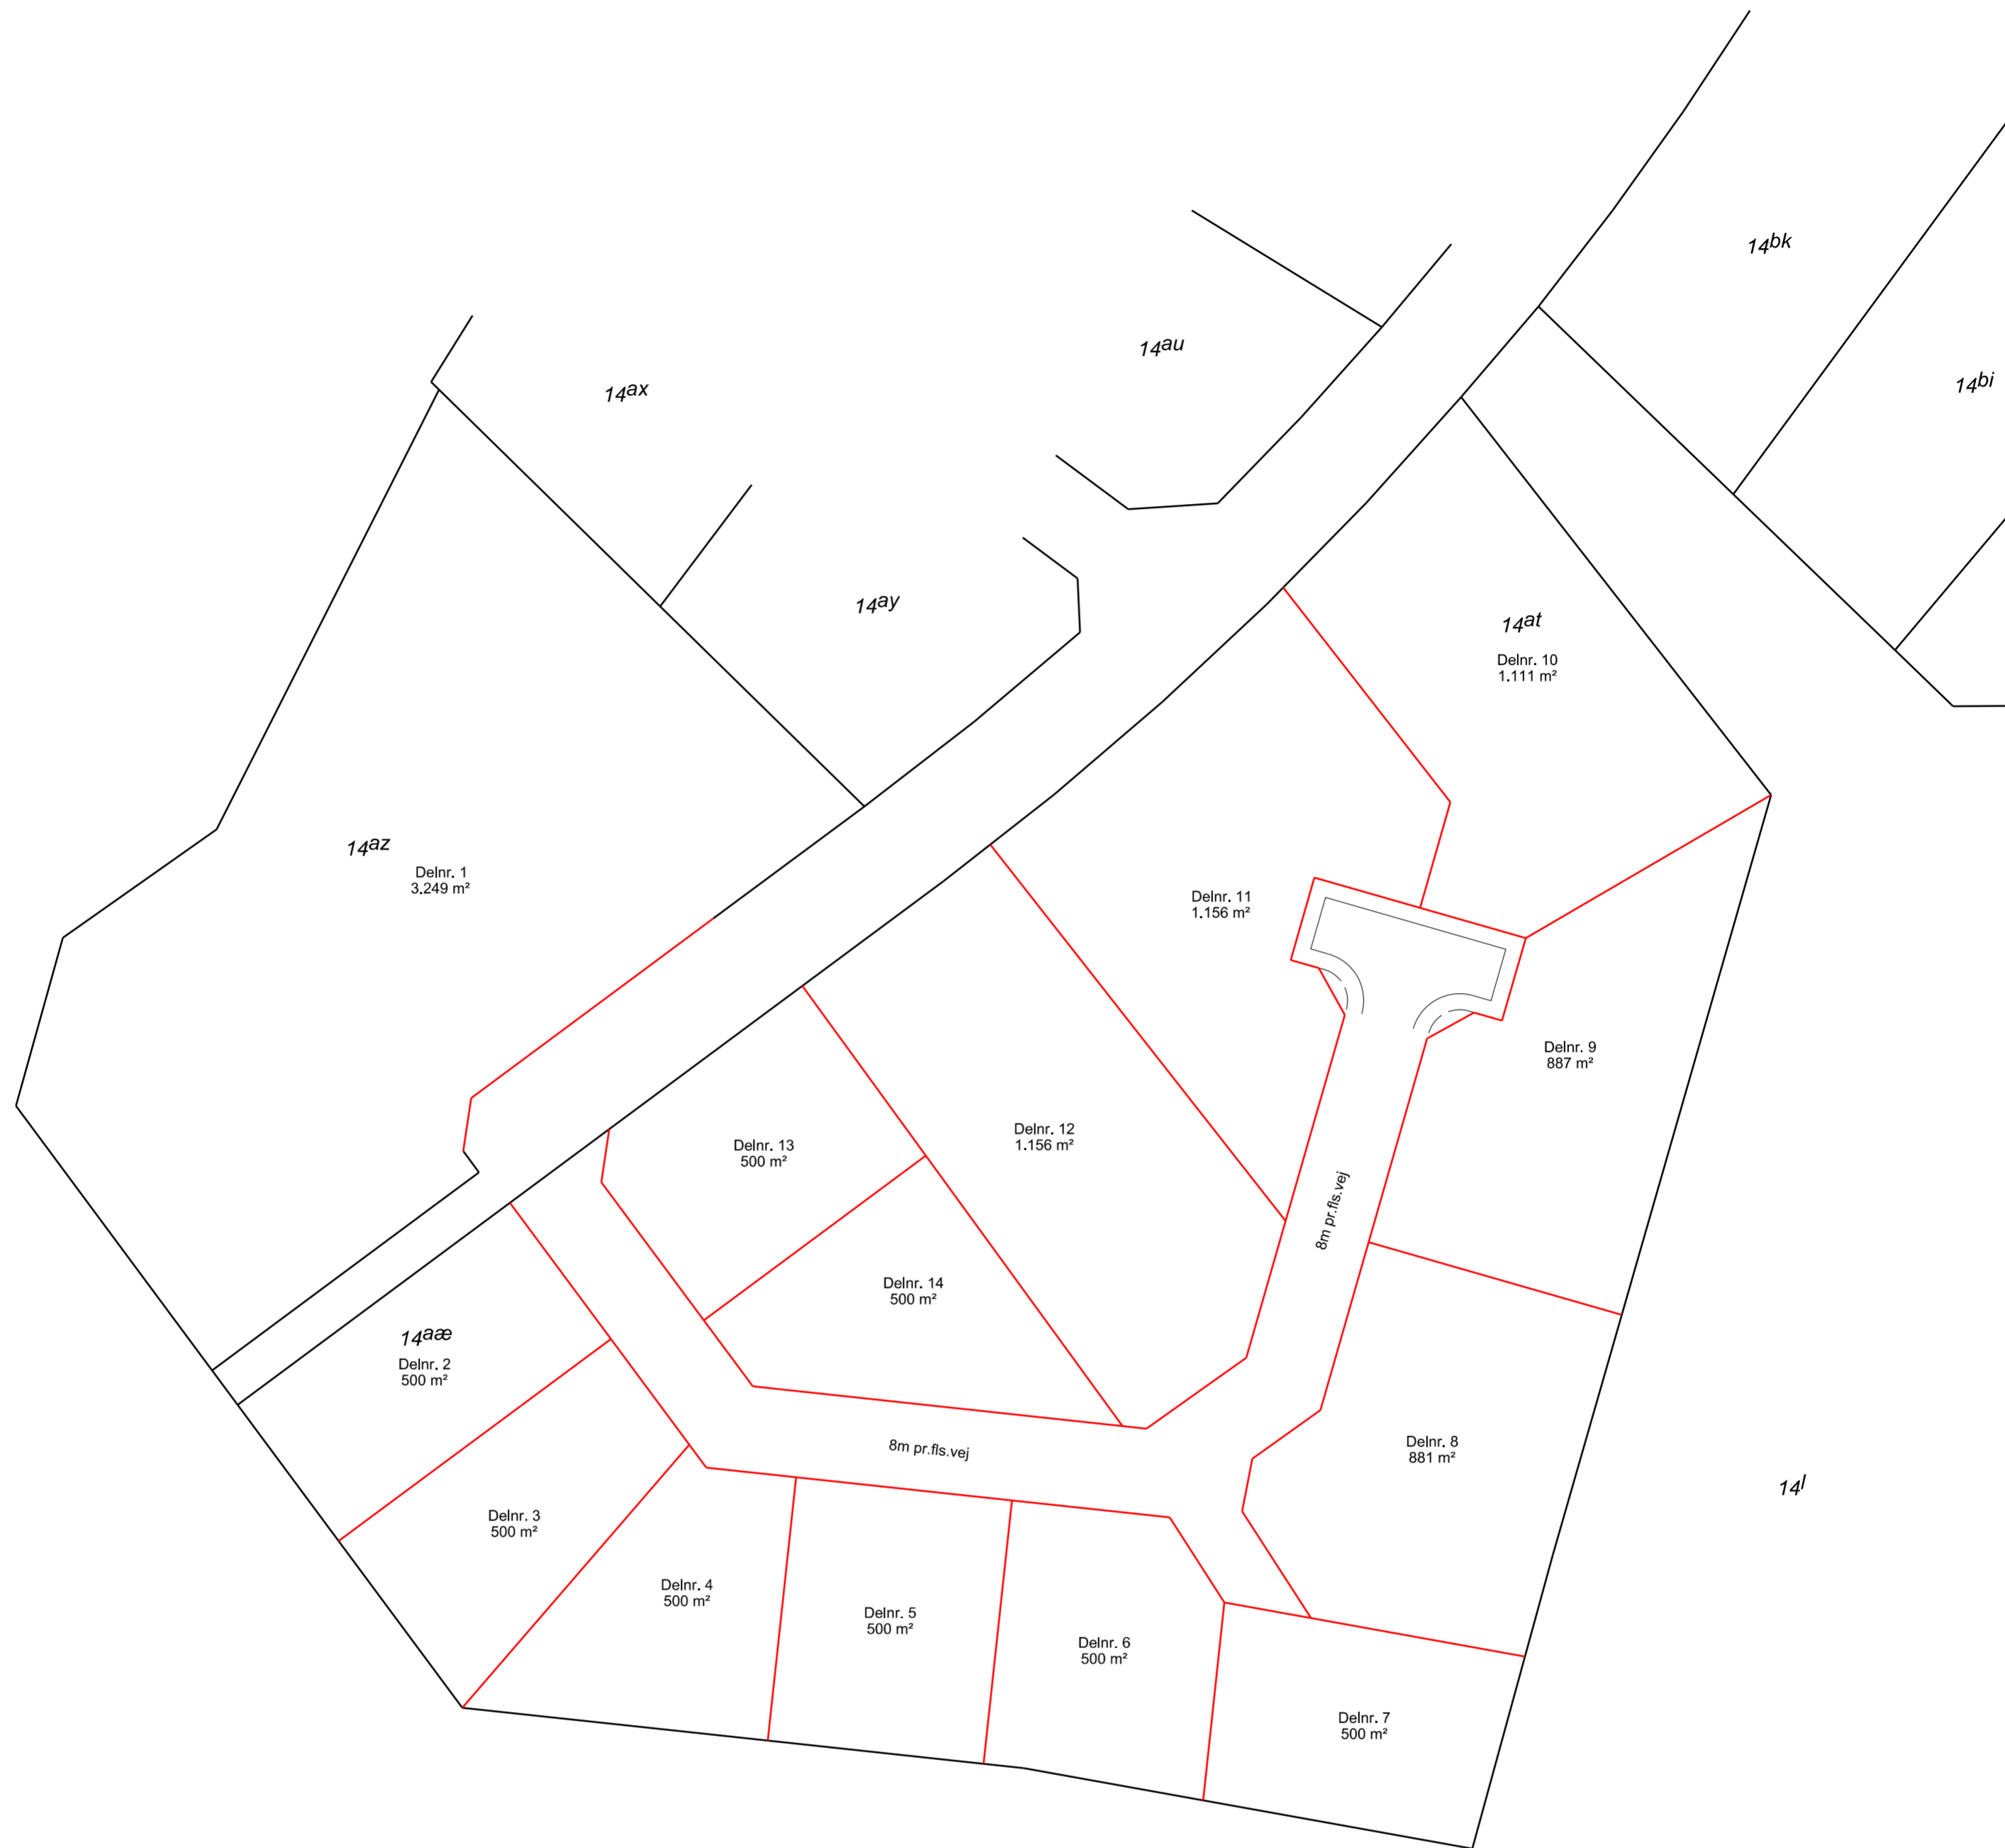 14bk
14au
14bi
14ax
14ay
14at
Delnr. 10
1.111 m²
14az
Delnr. 1
3.249 m²
Delnr. 11
1.156 m²
Delnr. 9
887 m²
Delnr. 12
1.156 m²
Delnr. 13
500 m²
8m pr.fls.vej
Delnr. 14
500 m²
14aæ
Delnr. 2
500 m²
8m pr.fls.vej
Delnr. 8
881 m²
14l
Delnr. 3
500 m²
Delnr. 4
500 m²
Delnr. 5
500 m²
Delnr. 6
500 m²
Delnr. 7
500 m²